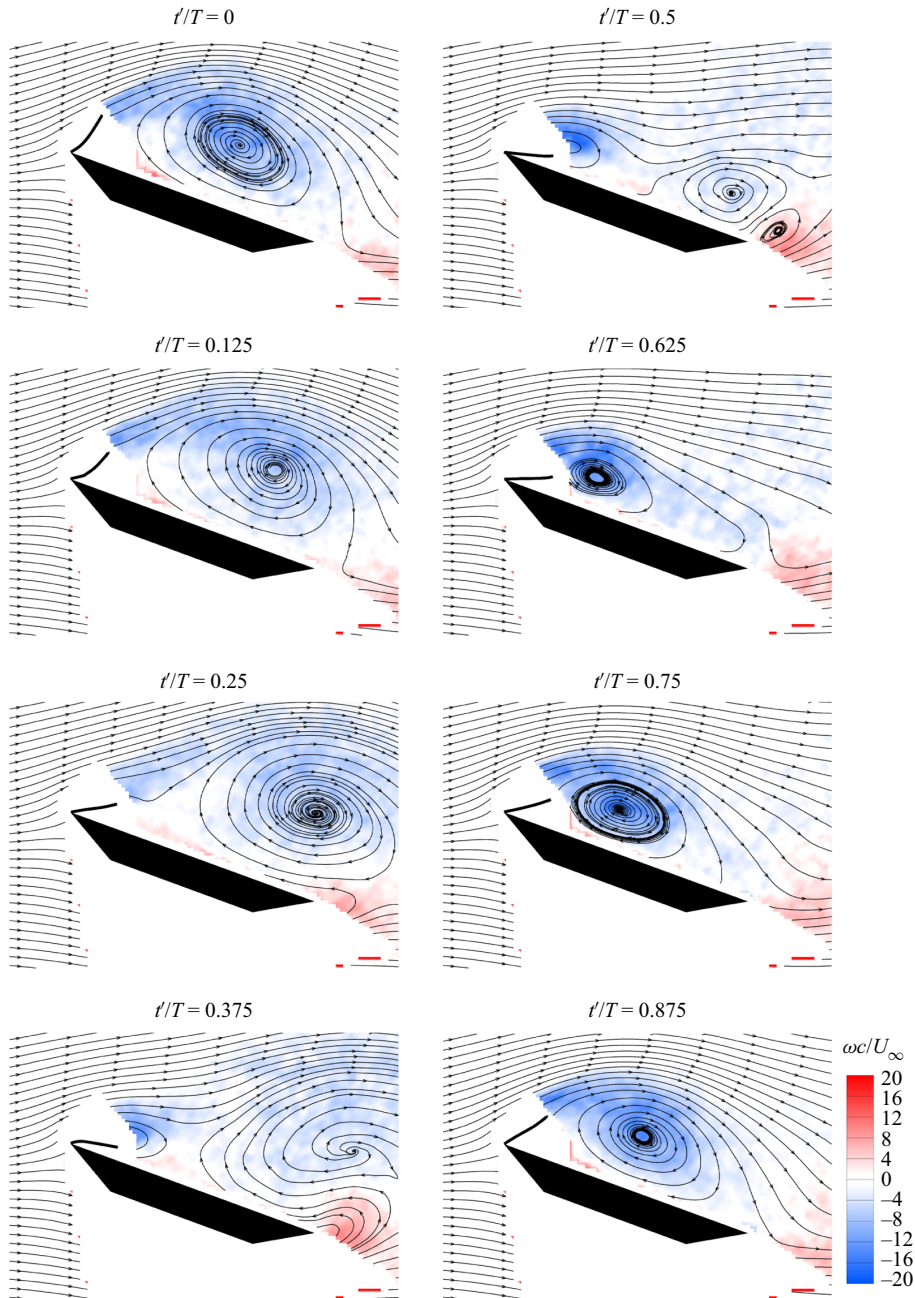 t′/T = 0
t′/T = 0.5
t′/T = 0.125
t′/T = 0.625
t′/T = 0.25
t′/T = 0.75
t′/T = 0.375
t′/T = 0.875
ωc/U∞
20
16
12
8
4
0
–4
–8
–12
–16
–20